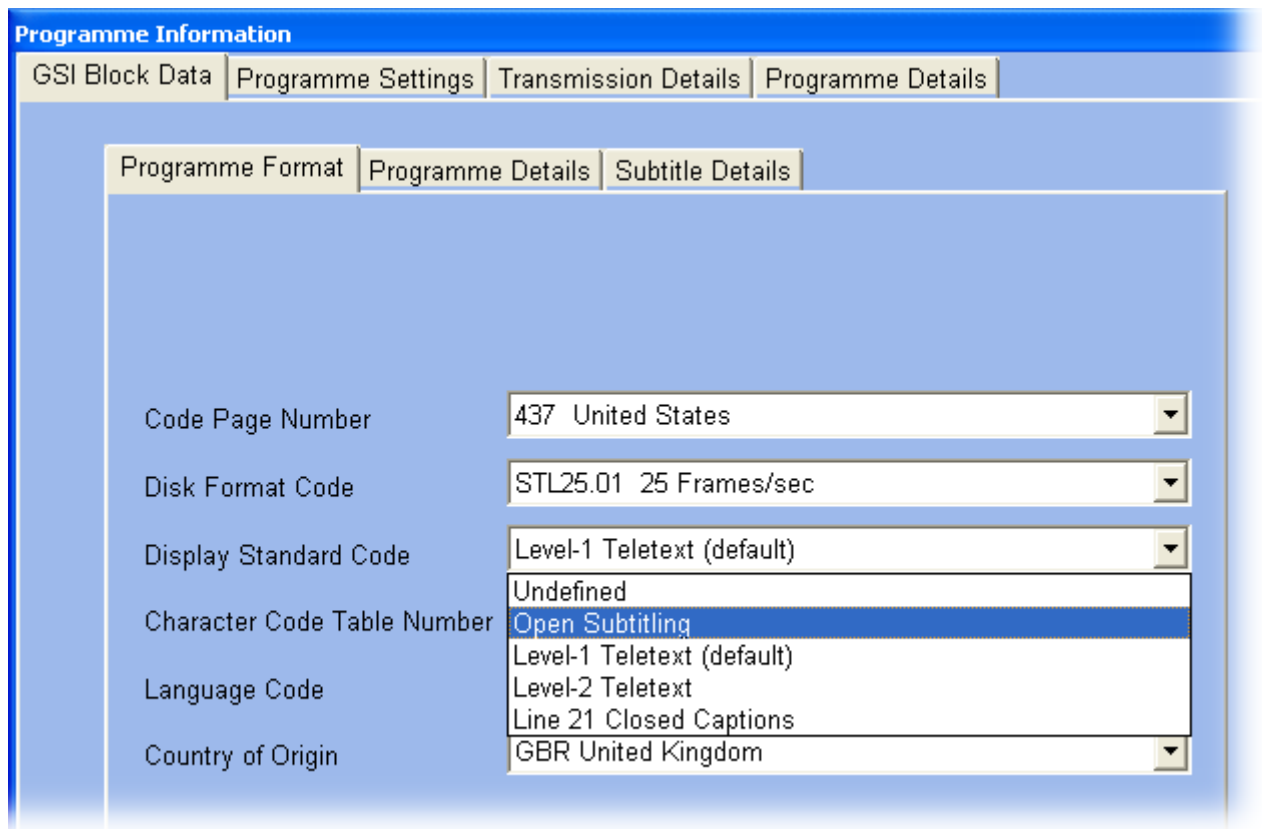 Programme Information
GSI Block Data Programme Settings Transmission Details Programme Details
Programme Format Programme Details Subtitle Details
Code Page Number 437 United States
Disk Format Code STL25.01 25 Frames/sec
Display Standard Code Level-1 Teletext (default)
Undefined
Character Code Table Number Open Subtitling
Level-1 Teletext (default)
Language Code Level-2 Teletext
Line 21 Closed Captions
Country of Origin GBR United Kingdom